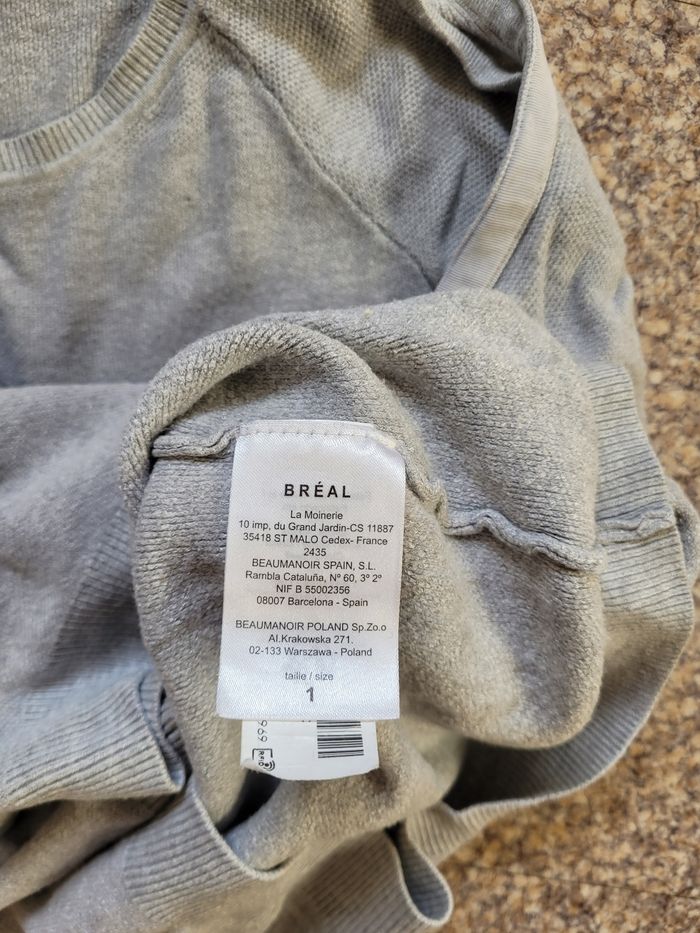 BRÉAL
La Moinerie
10 imp, du Grand Jardin-CS 11887
35418 ST MALO Cedex- France
2435
BEAUMANOIR SPAIN, S.L.
Rambla Cataluña, Nº 60, 3º 2º
NIF B 55002356
08007 Barcelona - Spain
BEAUMANOIR POLAND Sp.Zo.o
Al.Krakowska 271.
02-133 Warszawa - Poland
taille / size
1
969
RFID